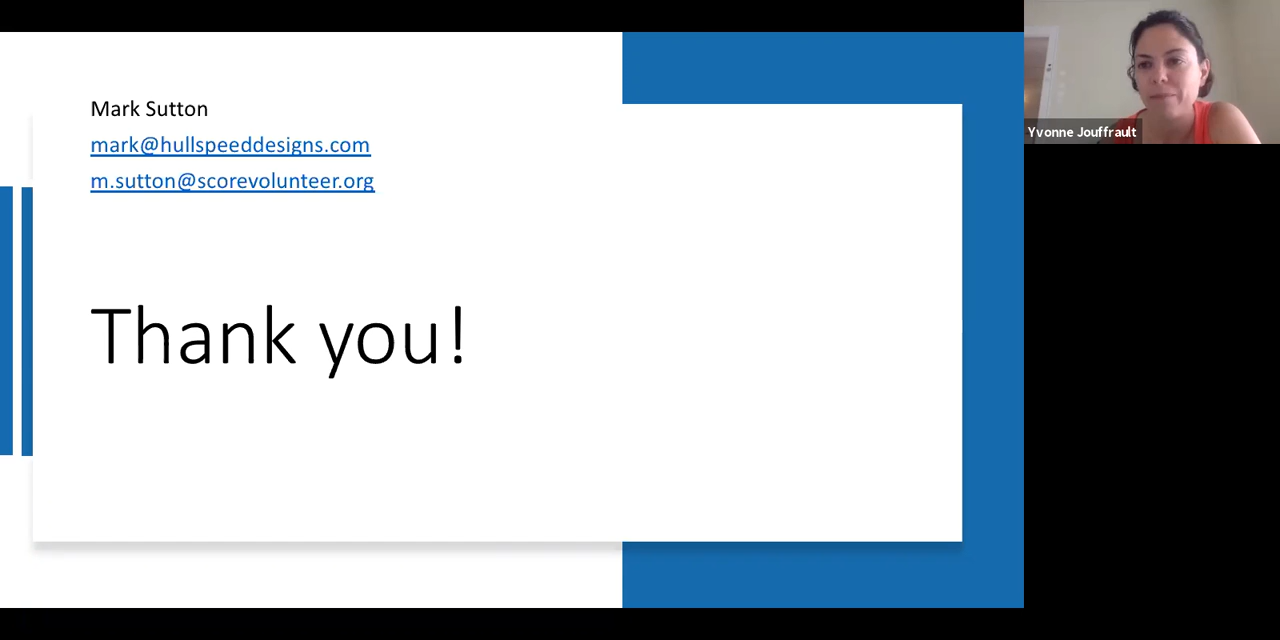 Mark Sutton
mark@hullspeeddesigns.com
m.sutton@scorevolunteer.org
Thank you!
Yvonne Jouffrault